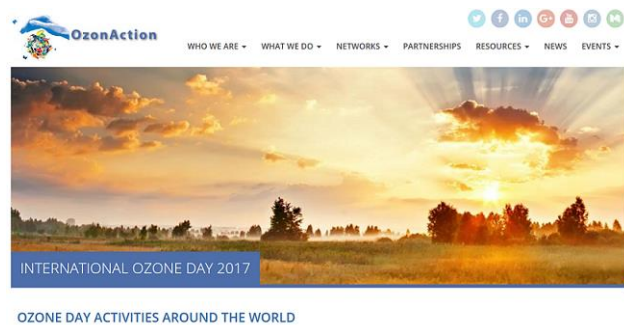 OzonAction
WHO WE ARE WHAT WE DO NETWORKS PARTNERSHIPS RESOURCES NEWS EVENTS
INTERNATIONAL OZONE DAY 2017
OZONE DAY ACTIVITIES AROUND THE WORLD